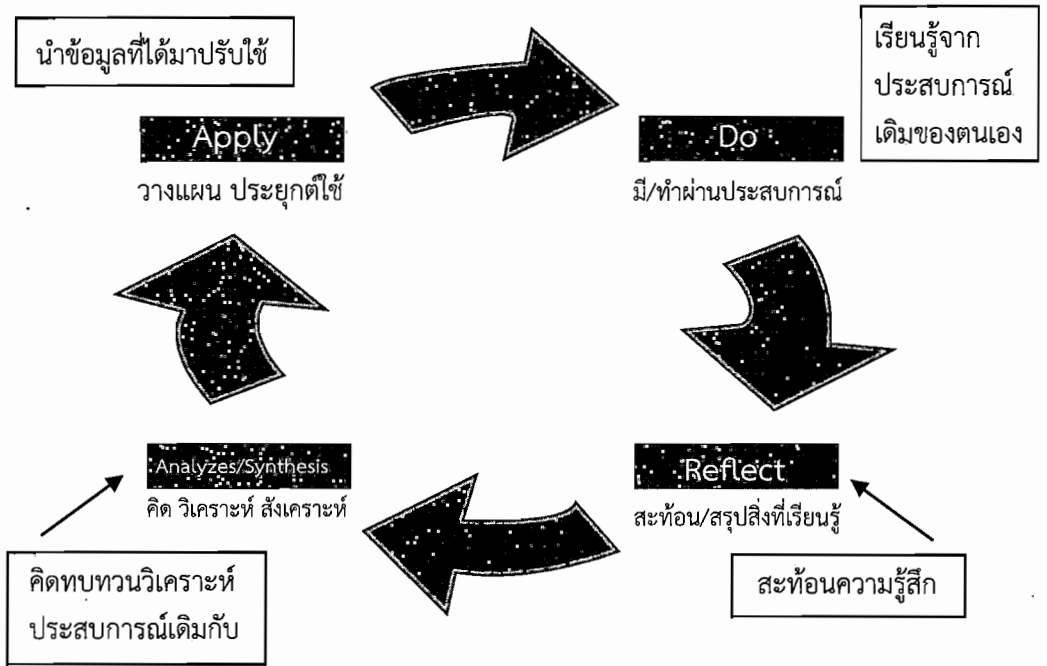 นำข้อมูลที่ได้มาปรับใช้
เรียนรู้จาก
ประสบการณ์
เดิมของตนเอง
Apply
วางแผน ประยุกต์ใช้
Do
มี/ทำผ่านประสบการณ์
Analyzes/Synthesis
คิด วิเคราะห์ สังเคราะห์
Reflect
สะท้อน/สรุปสิ่งที่เรียนรู้
คิดทบทวนวิเคราะห์
ประสบการณ์เดิมกับ
สะท้อนความรู้สึก